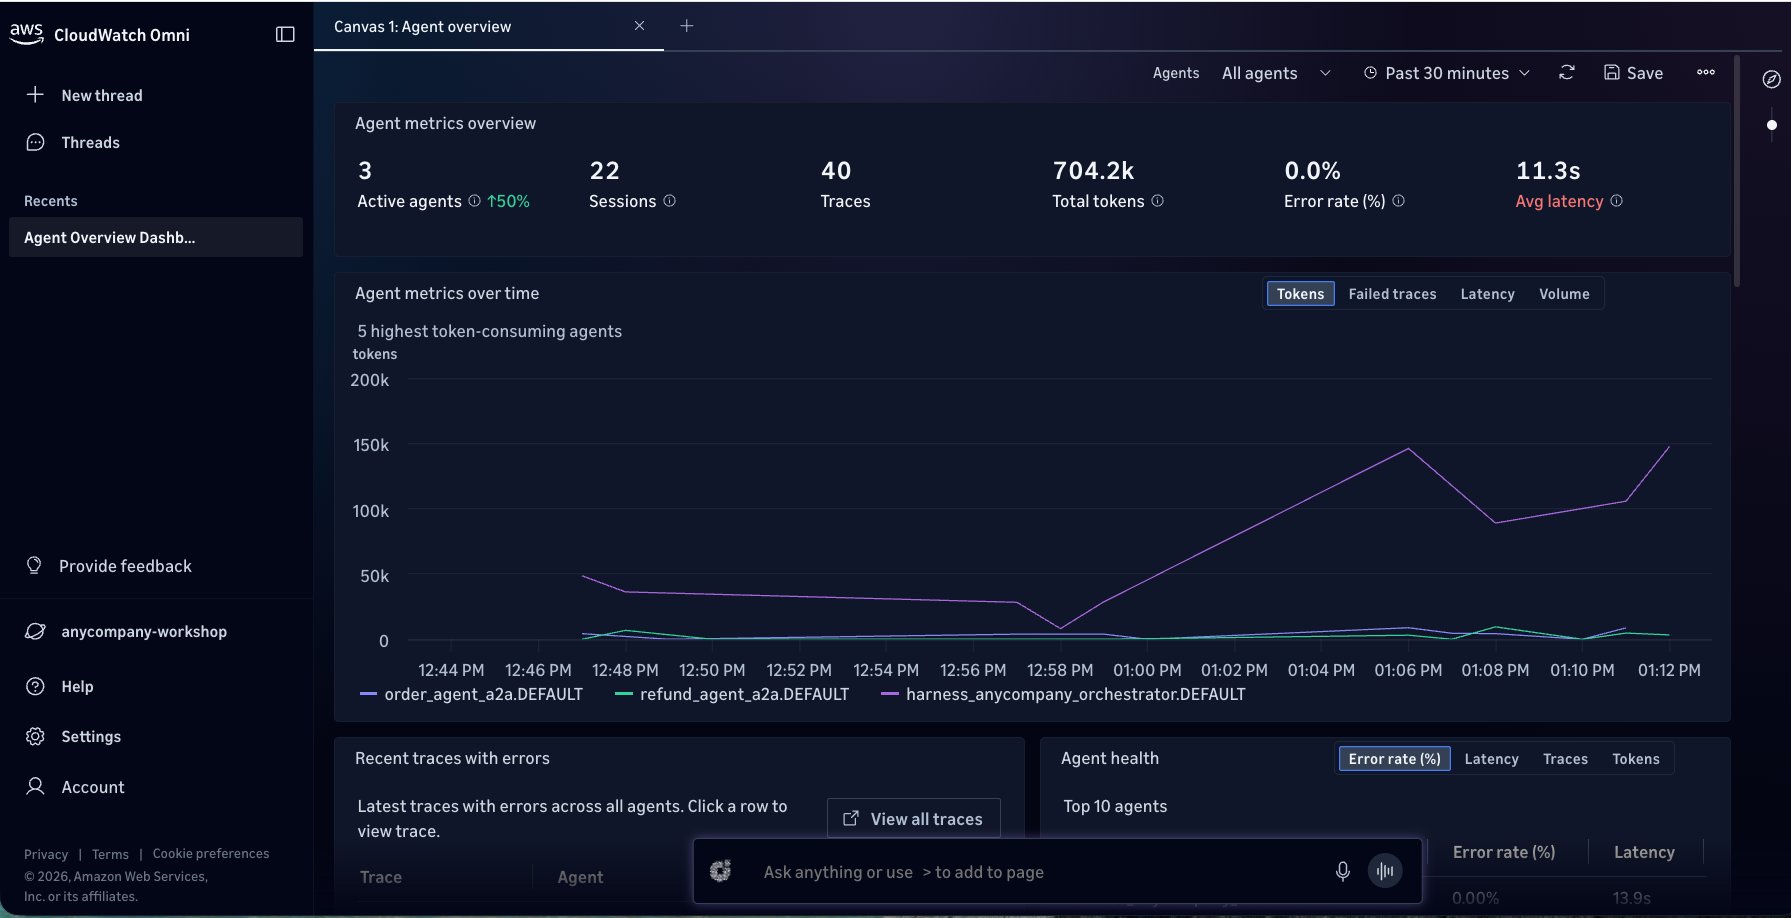 aws CloudWatch Omni
New thread
Threads
Recents
Agent Overview Dashb...
Provide feedback
anycompany-workshop
Help
Settings
Account
Privacy | Terms | Cookie preferences
© 2026, Amazon Web Services,
Inc. or its affiliates.
Canvas 1: Agent overview
Agents All agents Past 30 minutes Save
Agent metrics overview
3 22 40 704.2k 0.0% 11.3s
Active agents ↑50% Sessions Traces Total tokens Error rate (%) Avg latency
Agent metrics over time Tokens Failed traces Latency Volume
5 highest token-consuming agents
tokens
200k
150k
100k
50k
0
12:44 PM 12:46 PM 12:48 PM 12:50 PM 12:52 PM 12:54 PM 12:56 PM 12:58 PM 01:00 PM 01:02 PM 01:04 PM 01:06 PM 01:08 PM 01:10 PM 01:12 PM
order_agent_a2a.DEFAULT refund_agent_a2a.DEFAULT harness_anycompany_orchestrator.DEFAULT
Recent traces with errors
Latest traces with errors across all agents. Click a row to
view trace.
View all traces
Trace Agent
Agent health Error rate (%) Latency Traces Tokens
Top 10 agents
Error rate (%) Latency
0.00% 13.9s
Ask anything or use > to add to page